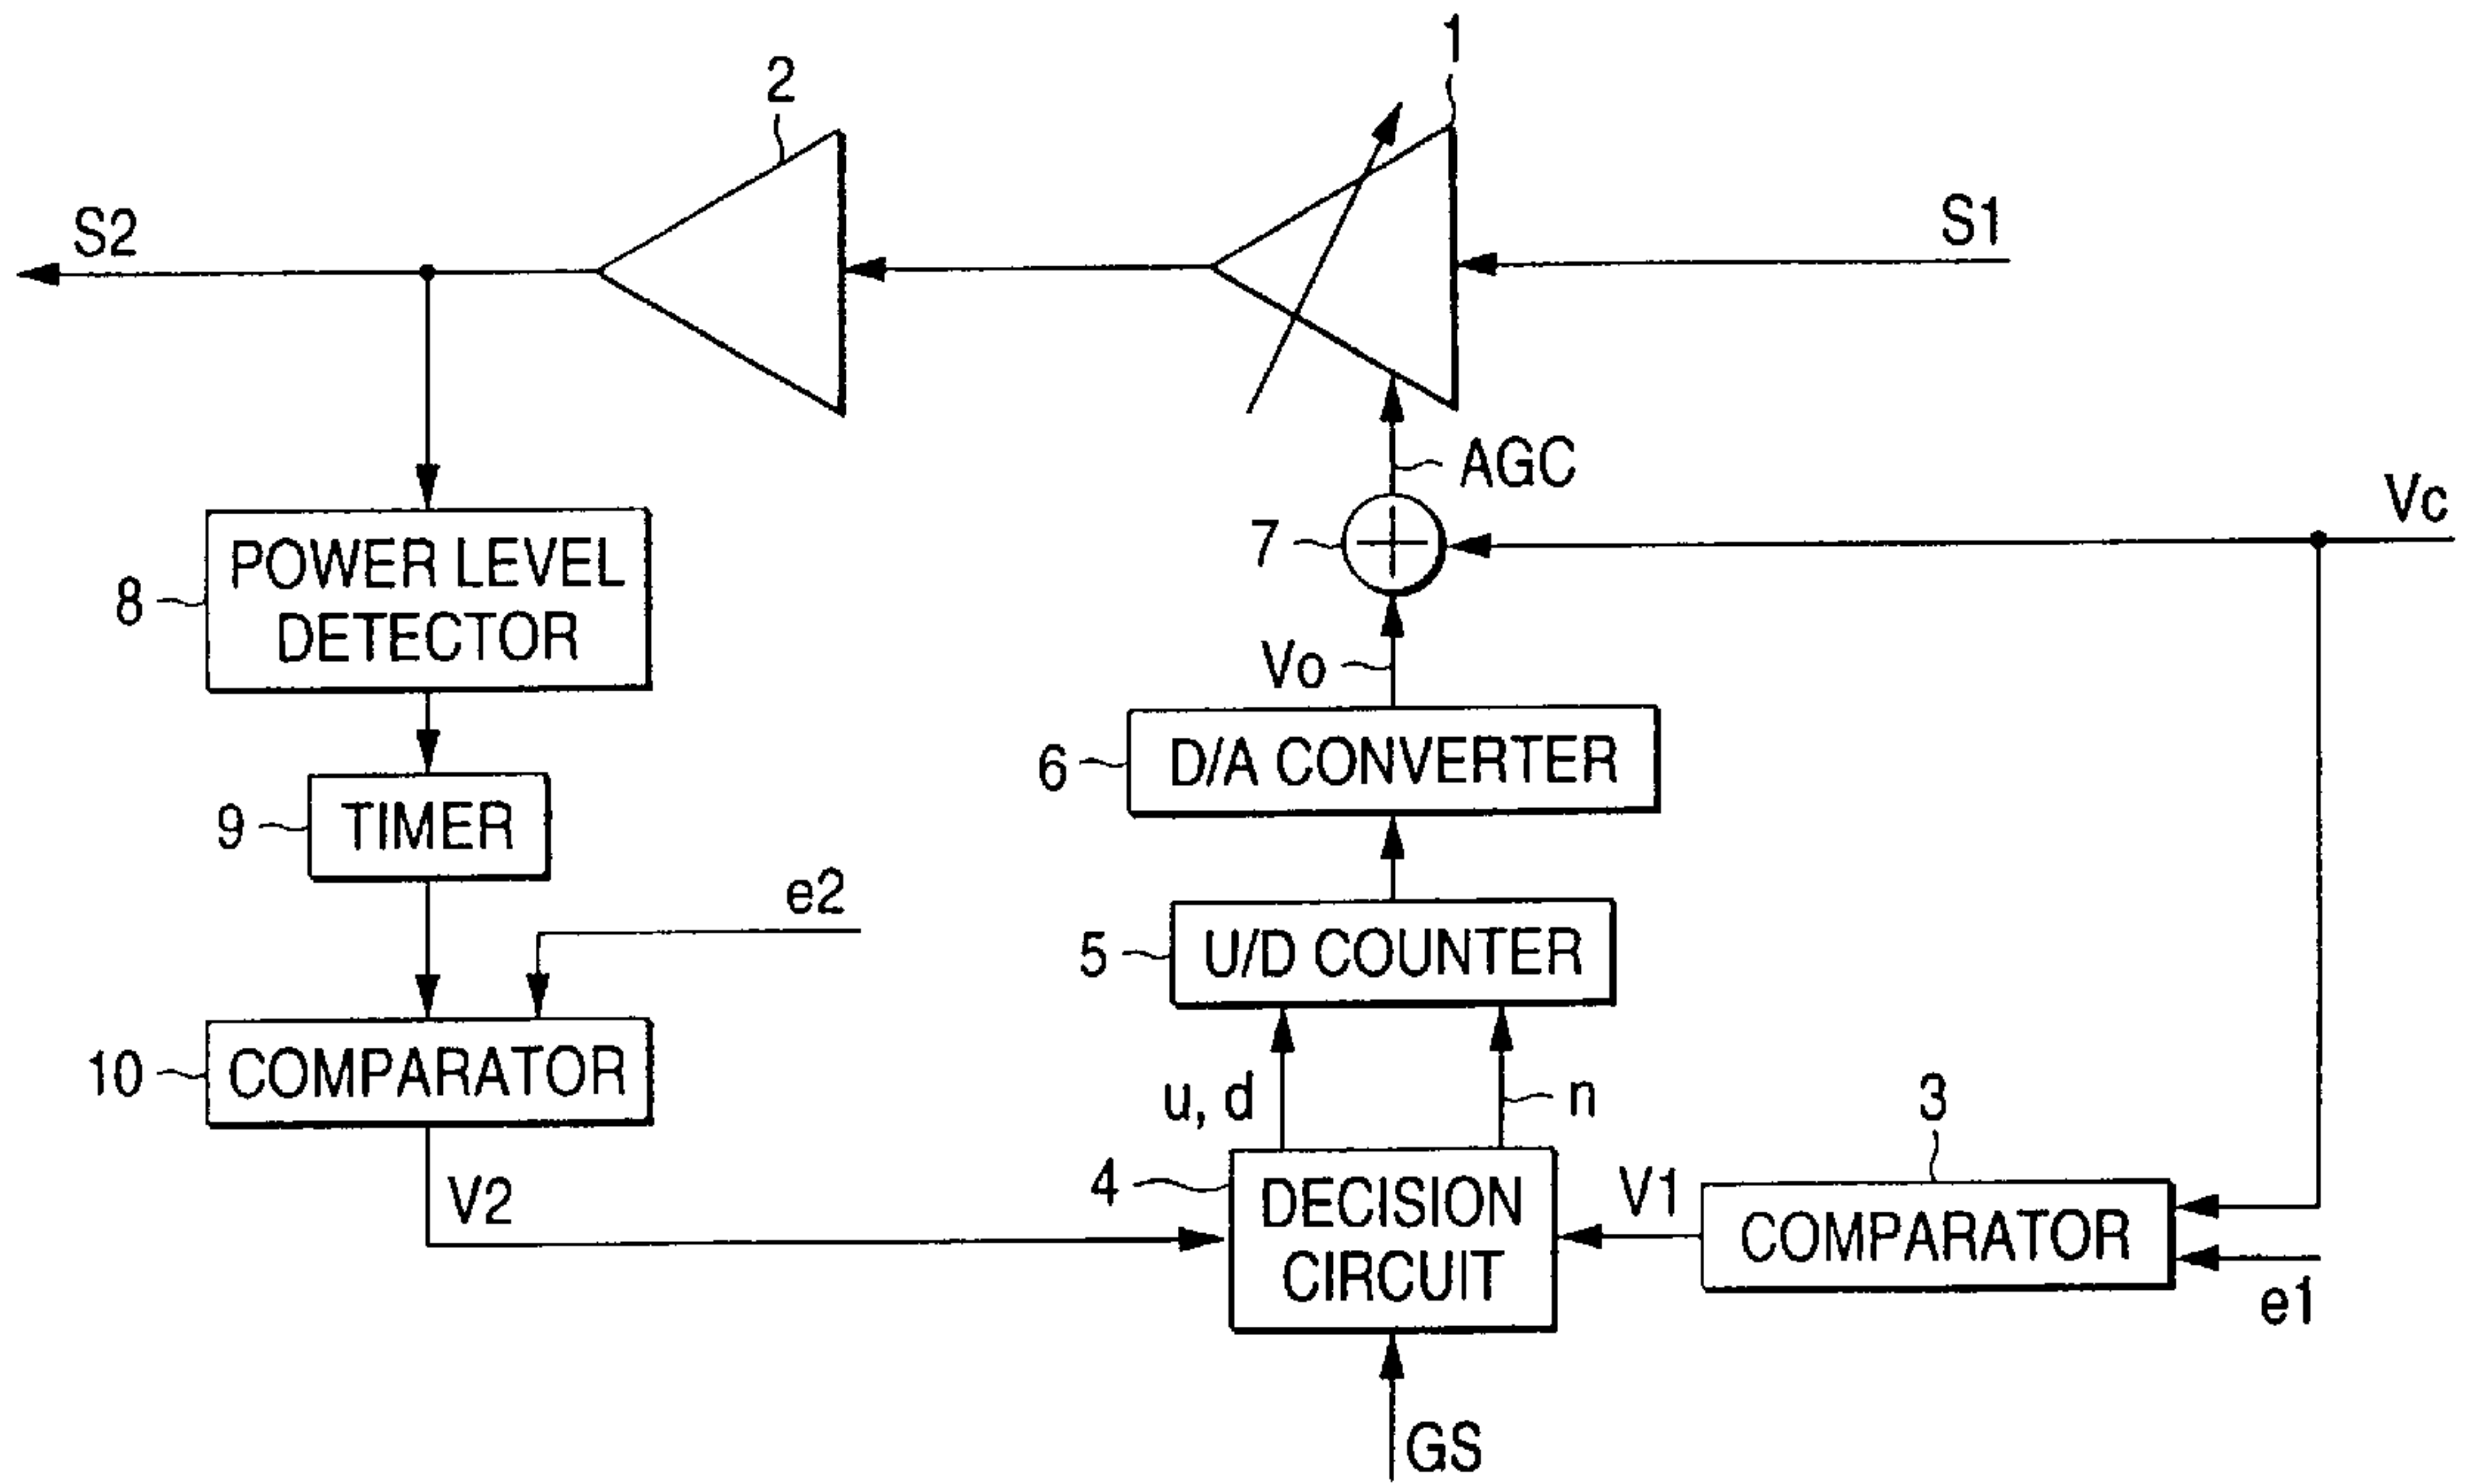 1
2
S2
S1
AGC
Vc
7
POWER LEVEL
DETECTOR
8
Vo
6
D/A CONVERTER
9
TIMER
e2
5
U/D COUNTER
10
COMPARATOR
u, d
n
3
4
DECISION
CIRCUIT
V1
V2
COMPARATOR
e1
GS